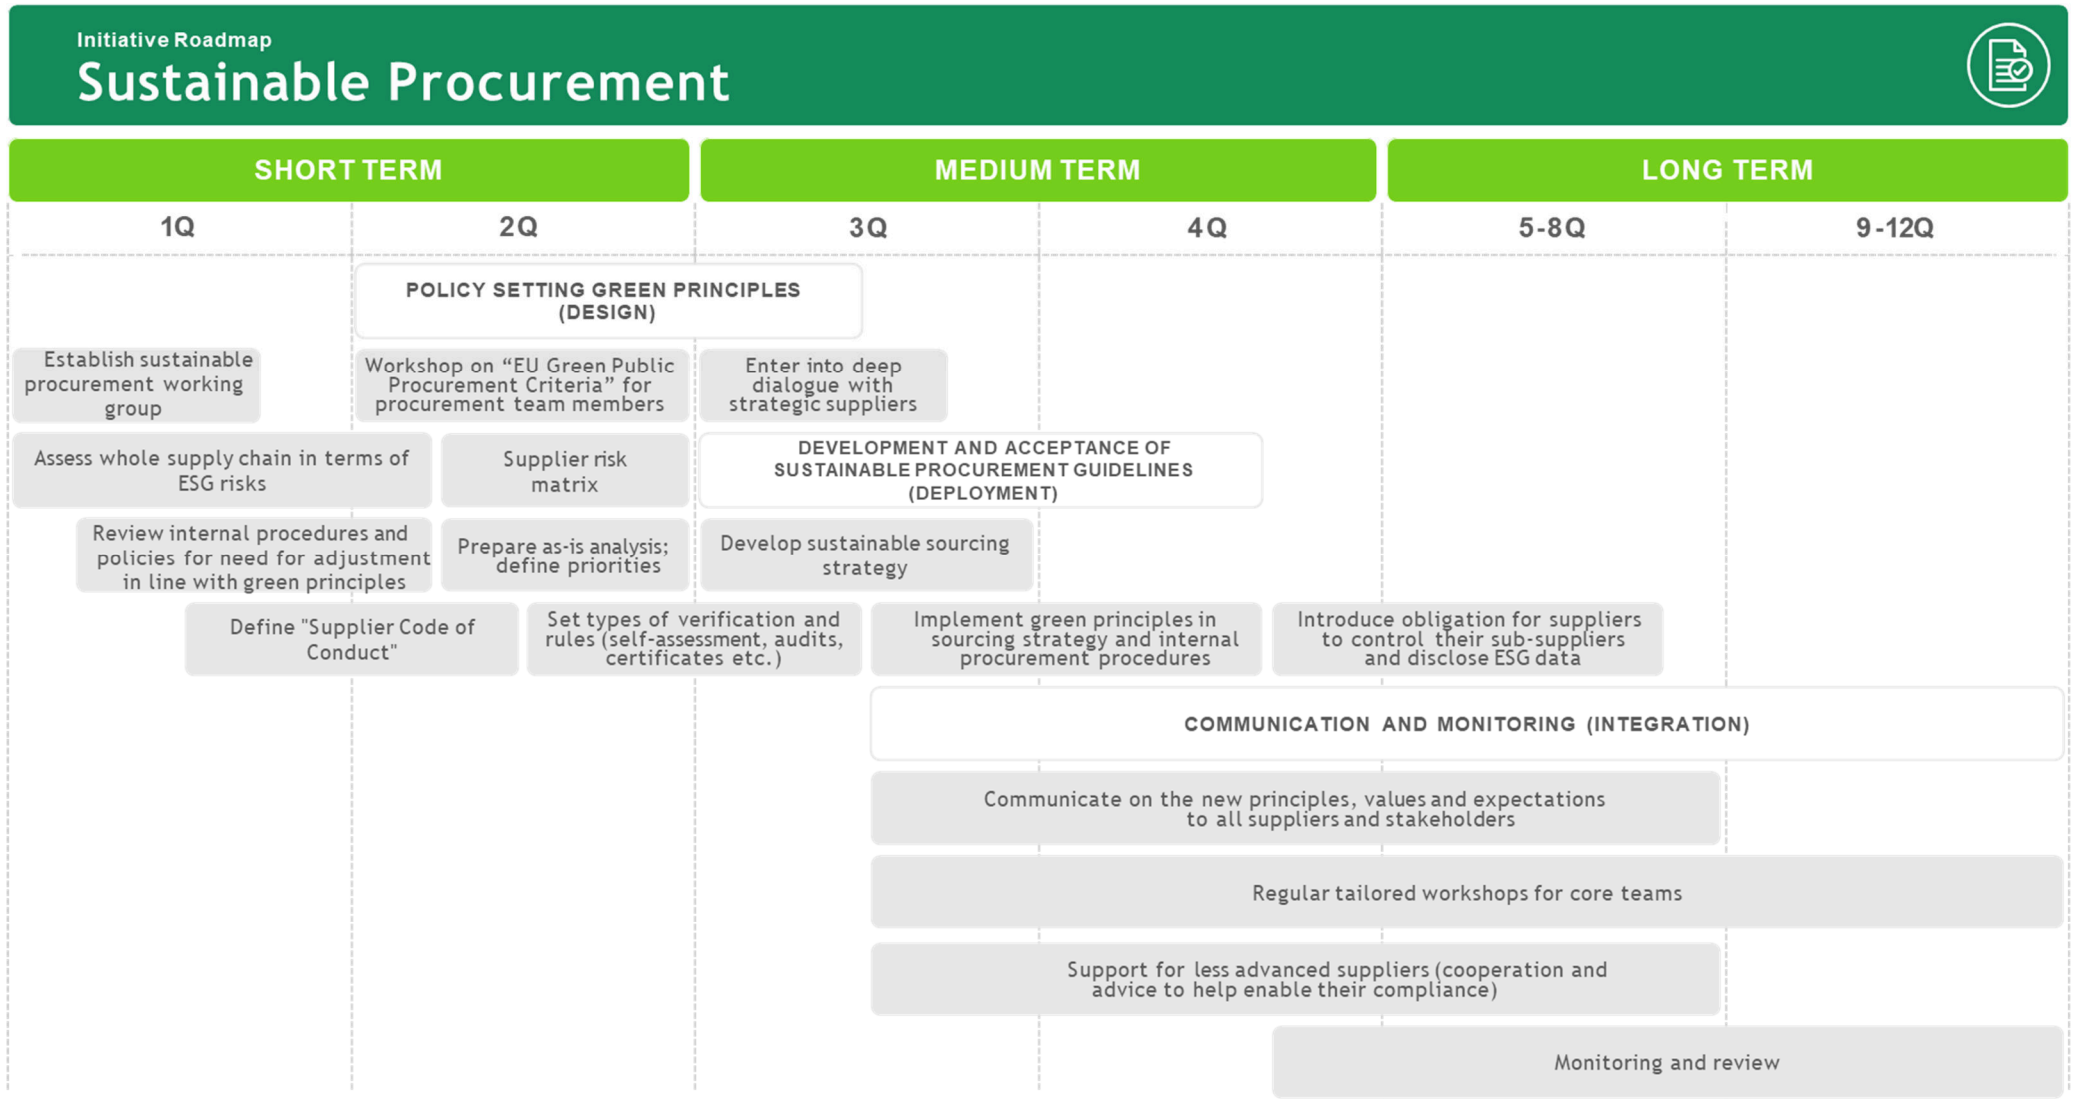 Initiative Roadmap
Sustainable Procurement
SHORT TERM
MEDIUM TERM
LONG TERM
1Q
2Q
3Q
4Q
5-8Q
9-12Q
POLICY SETTING GREEN PRINCIPLES
(DESIGN)
Establish sustainable
procurement working
group
Workshop on “EU Green Public
Procurement Criteria” for
procurement team members
Enter into deep
dialogue with
strategic suppliers
Assess whole supply chain in terms of
ESG risks
Supplier risk
matrix
DEVELOPMENT AND ACCEPTANCE OF
SUSTAINABLE PROCUREMENT GUIDELINES
(DEPLOYMENT)
Review internal procedures and
policies for need for adjustment
in line with green principles
Prepare as-is analysis;
define priorities
Develop sustainable sourcing
strategy
Define "Supplier Code of
Conduct"
Set types of verification and
rules (self-assessment, audits,
certificates etc.)
Implement green principles in
sourcing strategy and internal
procurement procedures
Introduce obligation for suppliers
to control their sub-suppliers
and disclose ESG data
COMMUNICATION AND MONITORING (INTEGRATION)
Communicate on the new principles, values and expectations
to all suppliers and stakeholders
Regular tailored workshops for core teams
Support for less advanced suppliers (cooperation and
advice to help enable their compliance)
Monitoring and review